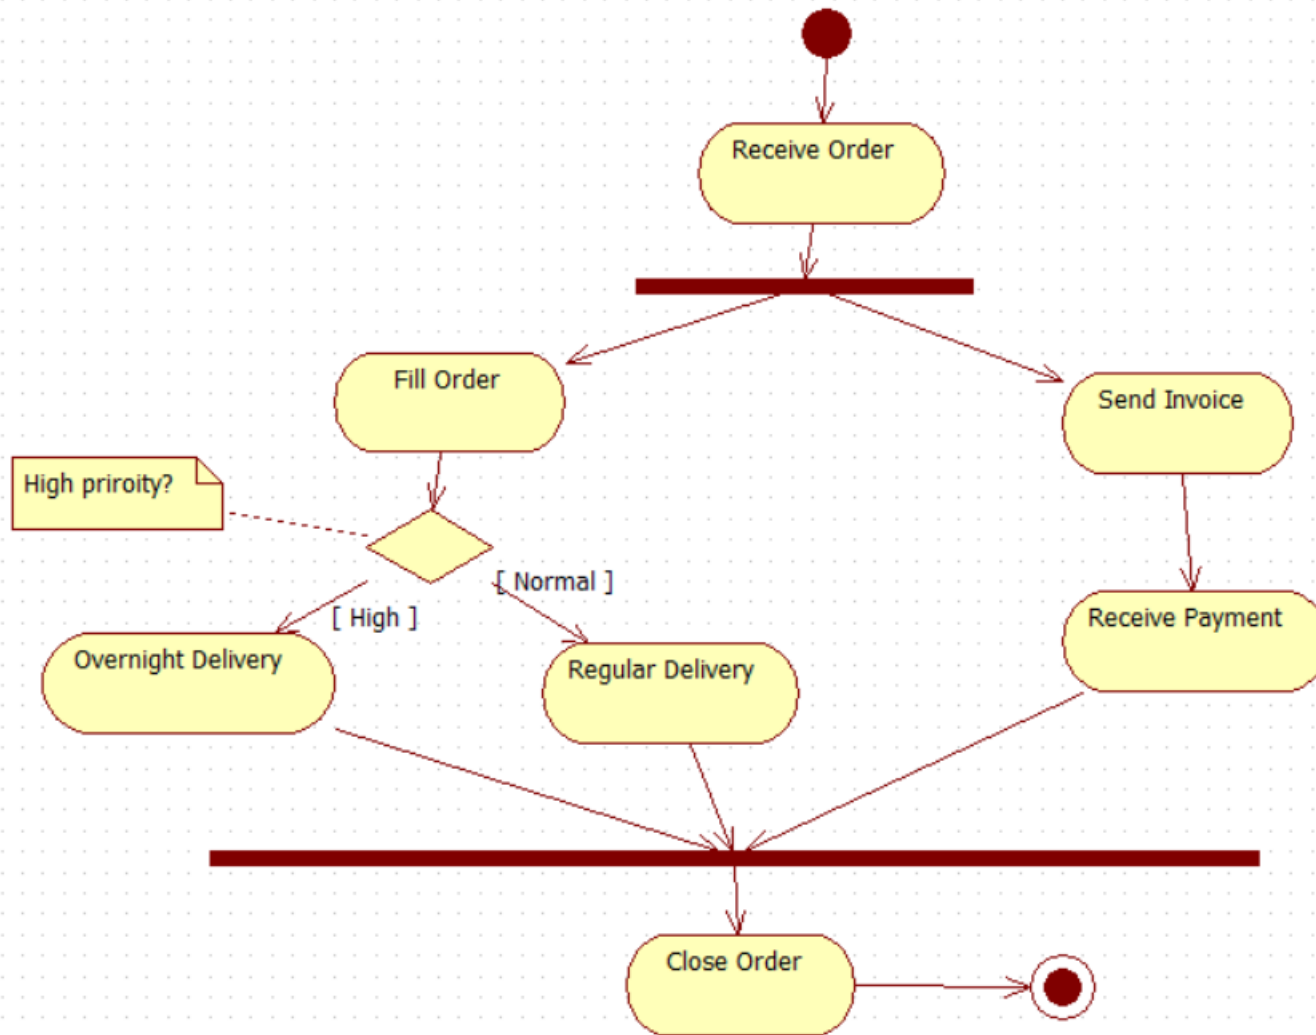 Receive Order
Fill Order
Send Invoice
High priroity?
[ Normal ]
[ High ]
Receive Payment
Overnight Delivery
Regular Delivery
Close Order